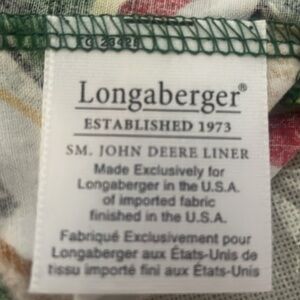 Longaberger®
ESTABLISHED 1973
SM. JOHN DEERE LINER
Made Exclusively for
Longaberger in the U.S.A.
of imported fabric
finished in the U.S.A.
Fabriqué Exclusivement pour
Longaberger aux États-Unis de
tissu importé fini aux États-Unis